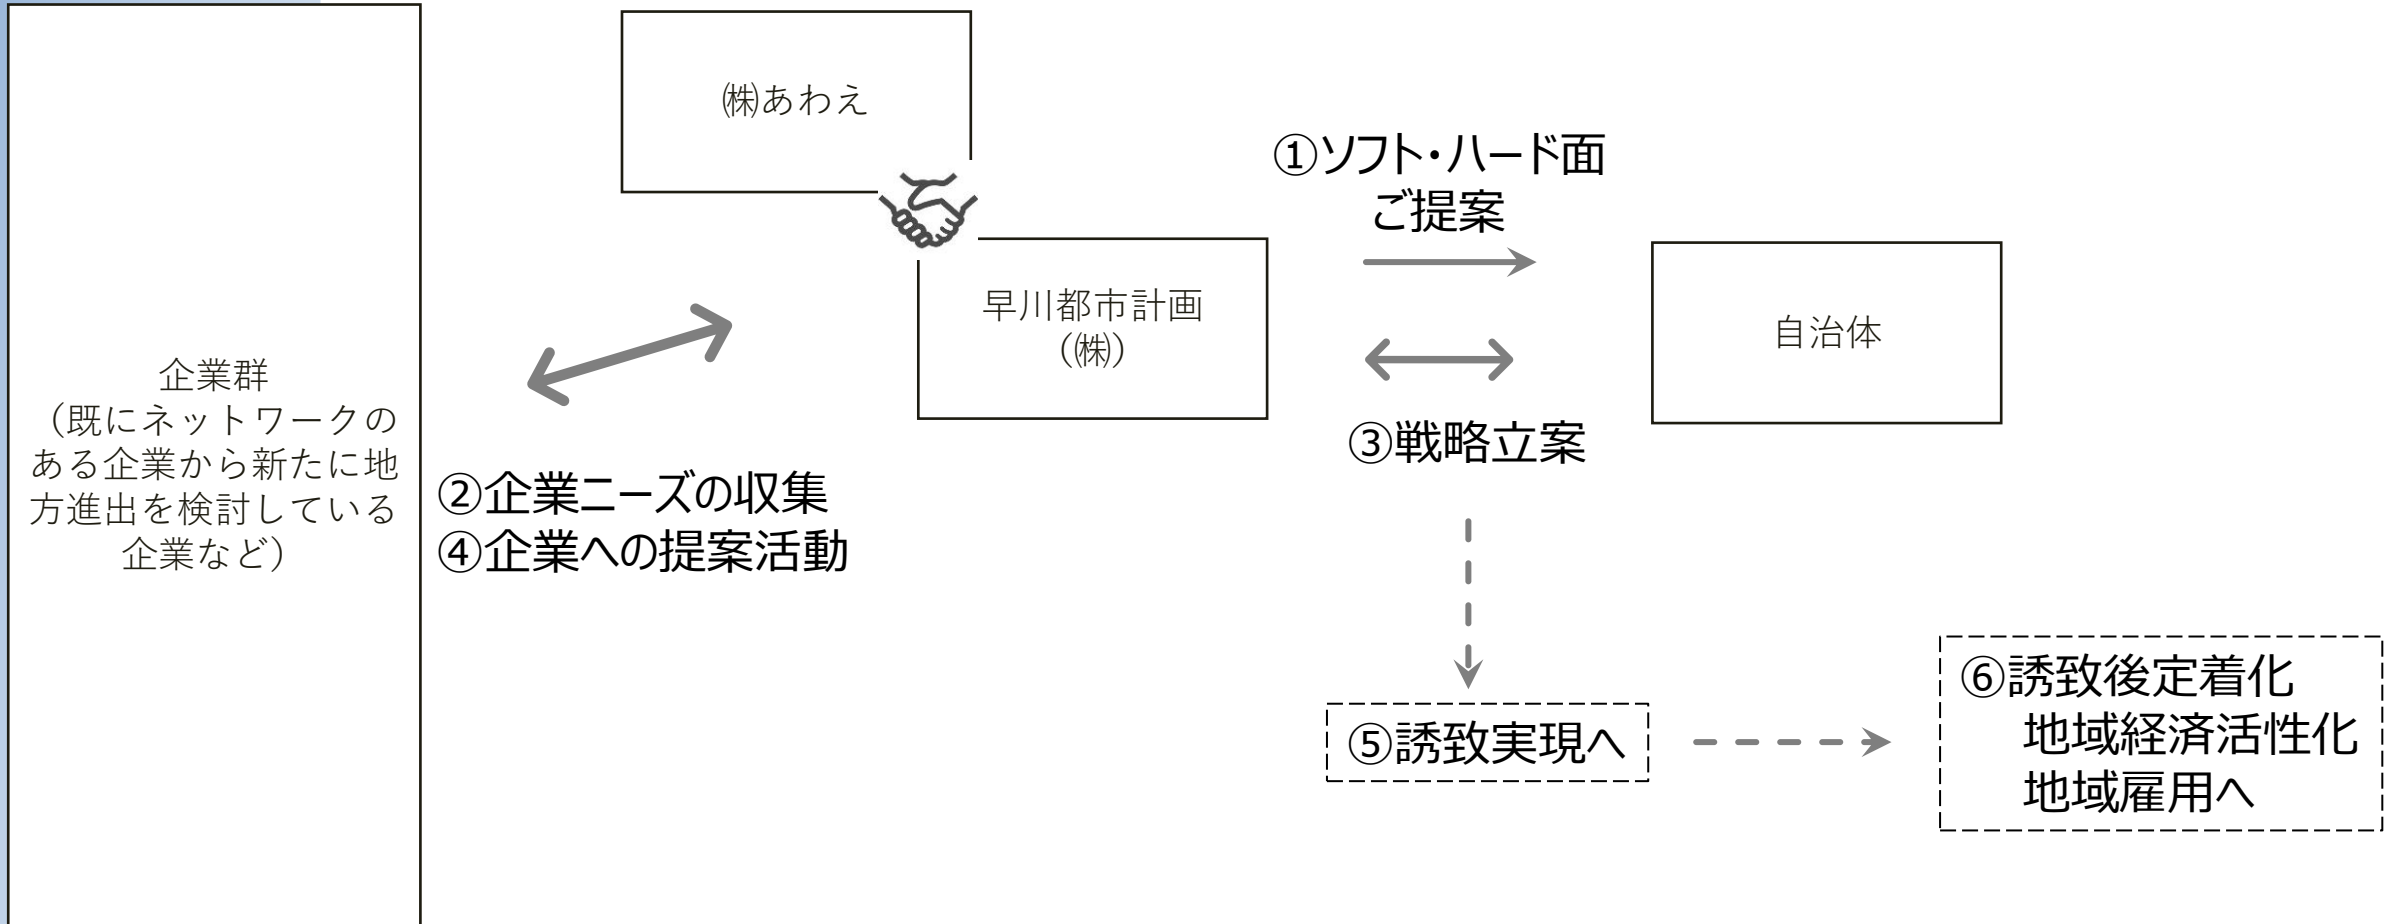 ㈱あわえ
①ソフト・ハード面
ご提案
早川都市計画
（㈱）
自治体
企業群
（既にネットワークの
ある企業から新たに地
方進出を検討している
企業など）
③戦略立案
②企業ニーズの収集
④企業への提案活動
⑤誘致実現へ
⑥誘致後定着化
地域経済活性化
地域雇用へ